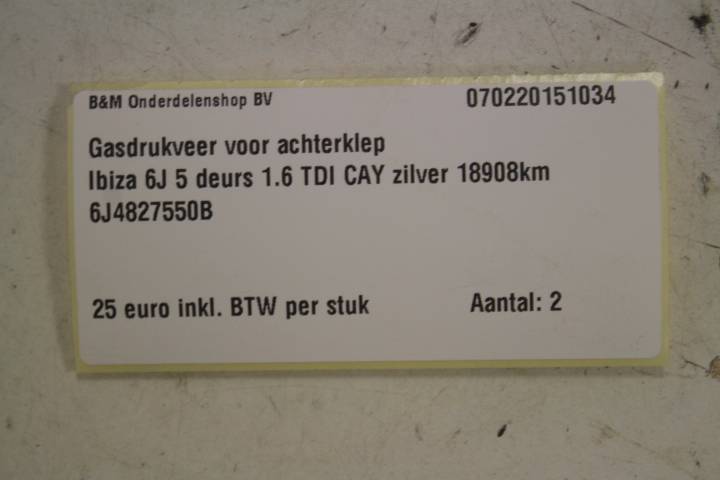 B&M Onderdelenshop BV 070220151034
Gasdrukveer voor achterklep
Ibiza 6J 5 deurs 1.6 TDI CAY zilver 18908km
6J4827550B
25 euro inkl. BTW per stuk Aantal: 2